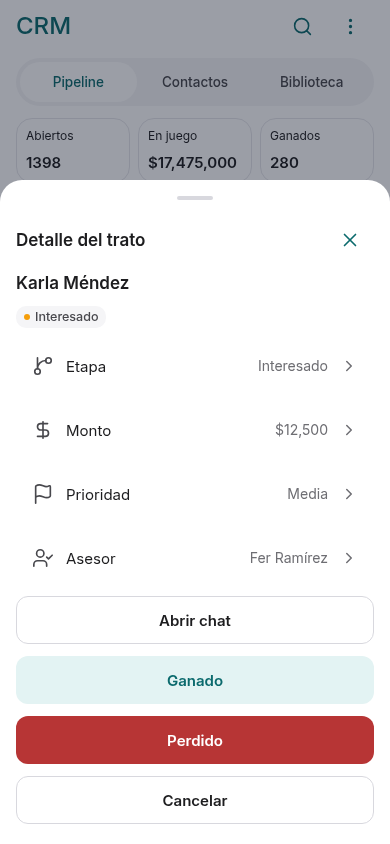 CRM
Pipeline
Contactos
Biblioteca
Abiertos
1398
En juego
$17,475,000
Ganados
280
Detalle del trato
Karla Méndez
Interesado
Etapa
Interesado
Monto
$12,500
Prioridad
Media
Asesor
Fer Ramírez
Abrir chat
Ganado
Perdido
Cancelar